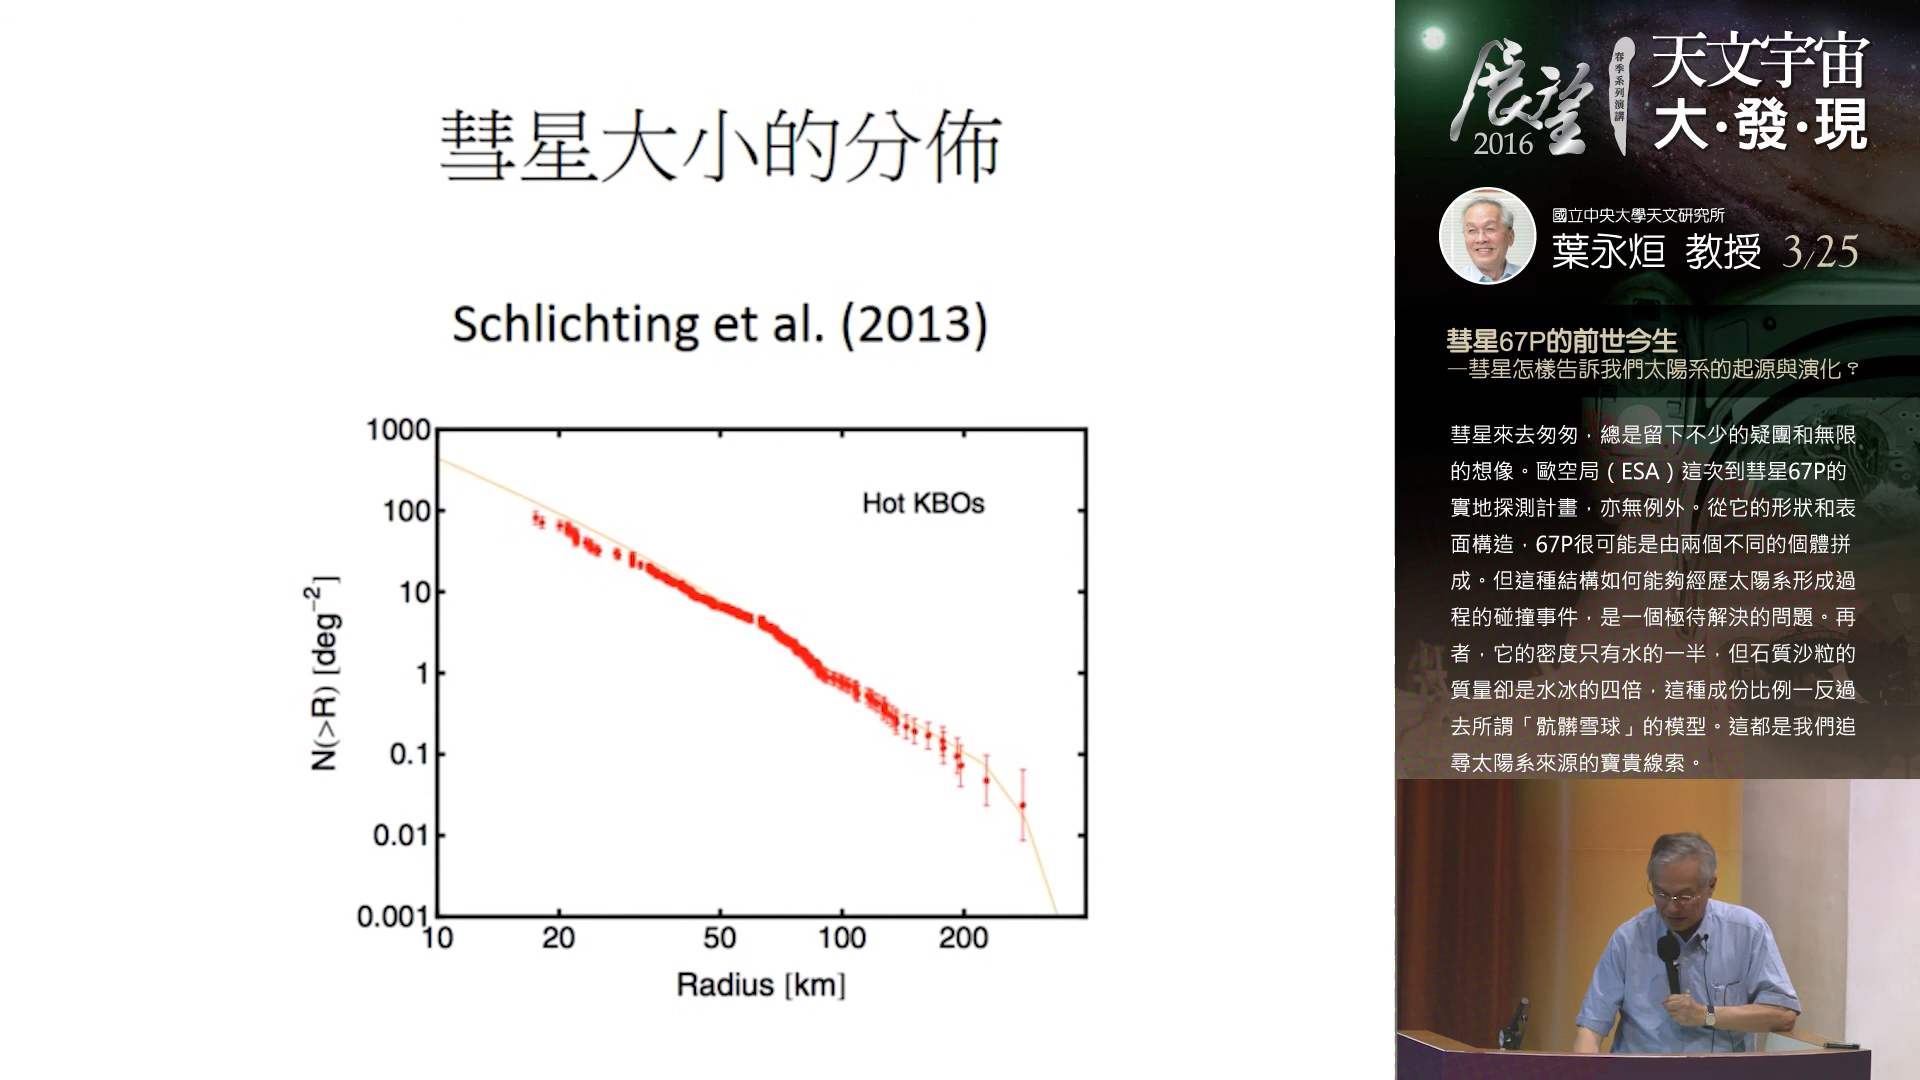 彗星大小的分佈
Schlichting et al. (2013)
1000
100
10
1
0.1
0.01
0.001
N(>R) [deg⁻²]
Hot KBOs
10 20 50 100 200
Radius [km]
展望
2016
春季系列演講
天文宇宙
大·發·現
國立中央大學天文研究所
葉永烜 教授 3/25
彗星67P的前世今生
—彗星怎樣告訴我們太陽系的起源與演化？
彗星來去匆匆，總是留下不少的疑團和無限
的想像。歐空局（ESA）這次到彗星67P的
實地探測計畫，亦無例外。從它的形狀和表
面構造，67P很可能是由兩個不同的個體拼
成。但這種結構如何能夠經歷太陽系形成過
程的碰撞事件，是一個極待解決的問題。再
者，它的密度只有水的一半，但石質沙粒的
質量卻是水冰的四倍，這種成份比例一反過
去所謂「骯髒雪球」的模型。這都是我們追
尋太陽系來源的寶貴線索。